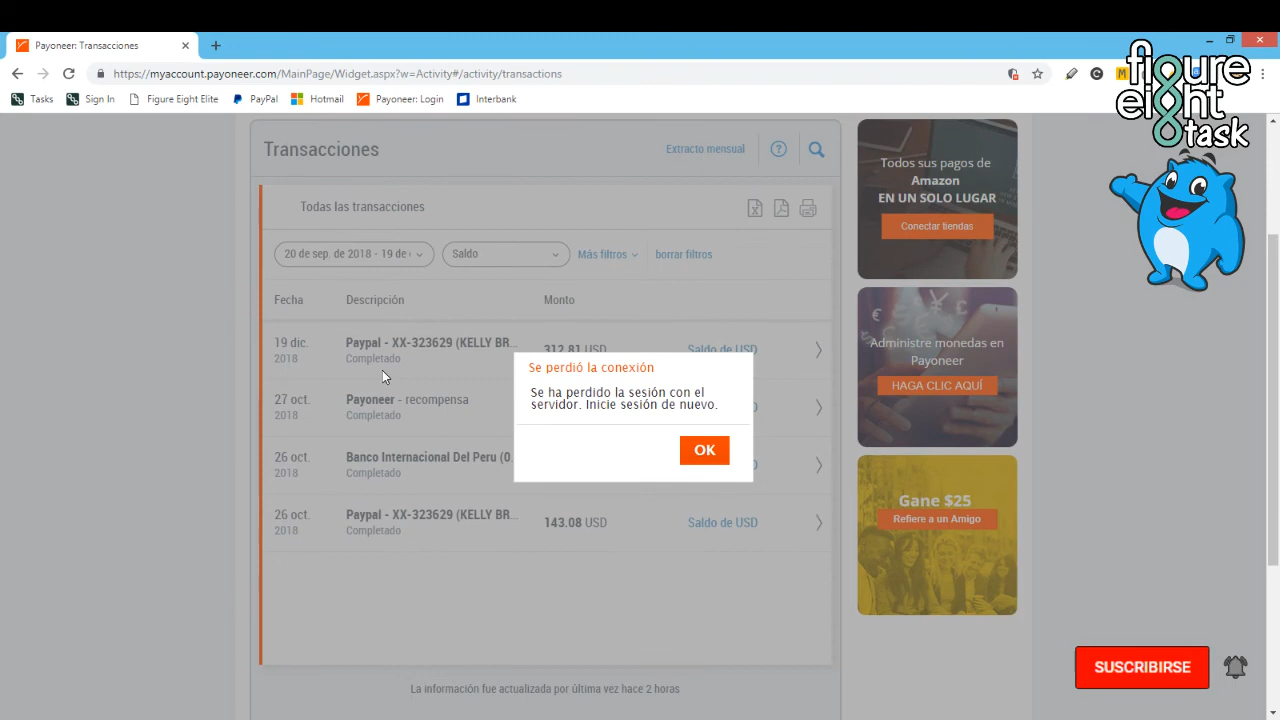 Payoneer: Transacciones
https://myaccount.payoneer.com/MainPage/Widget.aspx?w=Activity#/activity/transactions
Tasks Sign In Figure Eight Elite PayPal Hotmail Payoneer: Login Interbank
figure
eight
task
Transacciones
Extracto mensual
Todas las transacciones
20 de sep. de 2018 - 19 de
Saldo
Más filtros
borrar filtros
Fecha Descripción Monto
19 dic. Paypal - XX-323629 (KELLY BR... 312.81 USD Saldo de USD
2018 Completado
27 oct. Payoneer - recompensa
2018 Completado
26 oct. Banco Internacional Del Peru (0
2018 Completado
26 oct. Paypal - XX-323629 (KELLY BR... 143.08 USD Saldo de USD
2018 Completado
La información fue actualizada por última vez hace 2 horas
Se perdió la conexión
Se ha perdido la sesión con el
servidor. Inicie sesión de nuevo.
OK
Todos sus pagos de
Amazon
EN UN SOLO LUGAR
Conectar tiendas
Administre monedas en
Payoneer
HAGA CLIC AQUÍ
Gane $25
Refiere a un Amigo
SUSCRIBIRSE